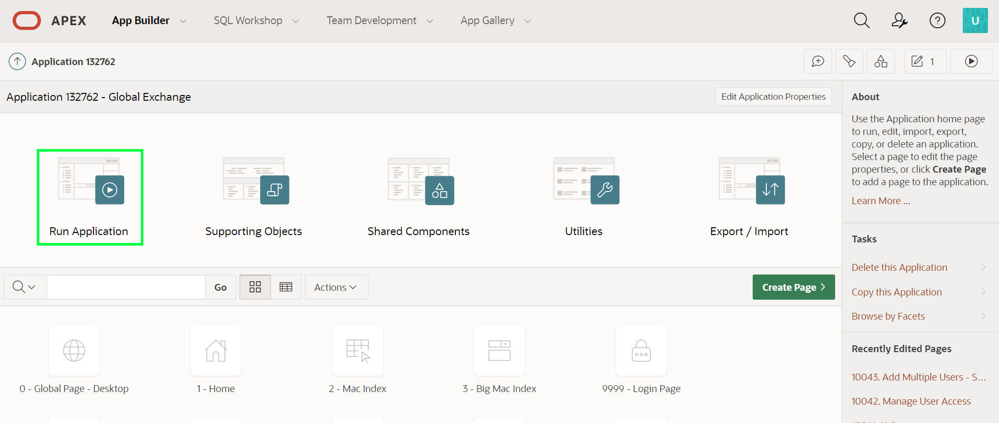 APEX
App Builder
SQL Workshop
Team Development
App Gallery
U
Application 132762
1
Application 132762 - Global Exchange
Edit Application Properties
Run Application
Supporting Objects
Shared Components
Utilities
Export / Import
Go
Actions
Create Page
0 - Global Page - Desktop
1 - Home
2 - Mac Index
3 - Big Mac Index
9999 - Login Page
About
Use the Application home page
to run, edit, import, export,
copy, or delete an application.
Select a page to edit the page
properties, or click Create Page
to add a page to the application.
Learn More ...
Tasks
Delete this Application
Copy this Application
Browse by Facets
Recently Edited Pages
10043. Add Multiple Users - S...
10042. Manage User Access